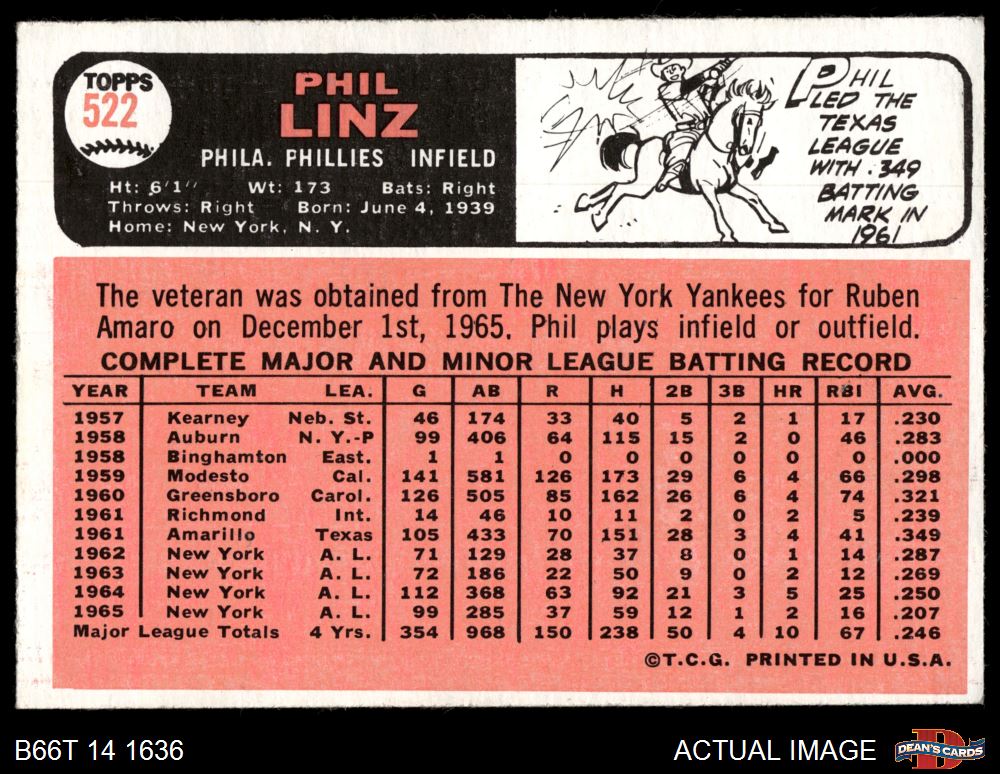 TOPPS
522
PHIL
LINZ
PHILA. PHILLIES INFIELD
Ht: 6'1" Wt: 173 Bats: Right
Throws: Right Born: June 4, 1939
Home: New York, N. Y.
PHIL
LED THE
TEXAS
LEAGUE
WITH .349
BATTING
MARK IN
1961
The veteran was obtained from The New York Yankees for Ruben
Amaro on December 1st, 1965. Phil plays infield or outfield.
COMPLETE MAJOR AND MINOR LEAGUE BATTING RECORD
YEAR TEAM LEA. G AB R H 2B 3B HR RBI AVG.
1957 Kearney Neb. St. 46 174 33 40 5 2 1 17 .230
1958 Auburn N. Y.-P 99 406 64 115 15 2 0 46 .283
1958 Binghamton East. 1 1 0 0 0 0 0 0 .000
1959 Modesto Cal. 141 581 126 173 29 6 4 66 .298
1960 Greensboro Carol. 126 505 85 162 26 6 4 74 .321
1961 Richmond Int. 14 46 10 11 2 0 2 5 .239
1961 Amarillo Texas 105 433 70 151 28 3 4 41 .349
1962 New York A. L. 71 129 28 37 8 0 1 14 .287
1963 New York A. L. 72 186 22 50 9 0 2 12 .269
1964 New York A. L. 112 368 63 92 21 3 5 25 .250
1965 New York A. L. 99 285 37 59 12 1 2 16 .207
Major League Totals 4 Yrs. 354 968 150 238 50 4 10 67 .246
©T.C.G. PRINTED IN U.S.A.
B66T 14 1636 ACTUAL IMAGE DEAN'S CARDS